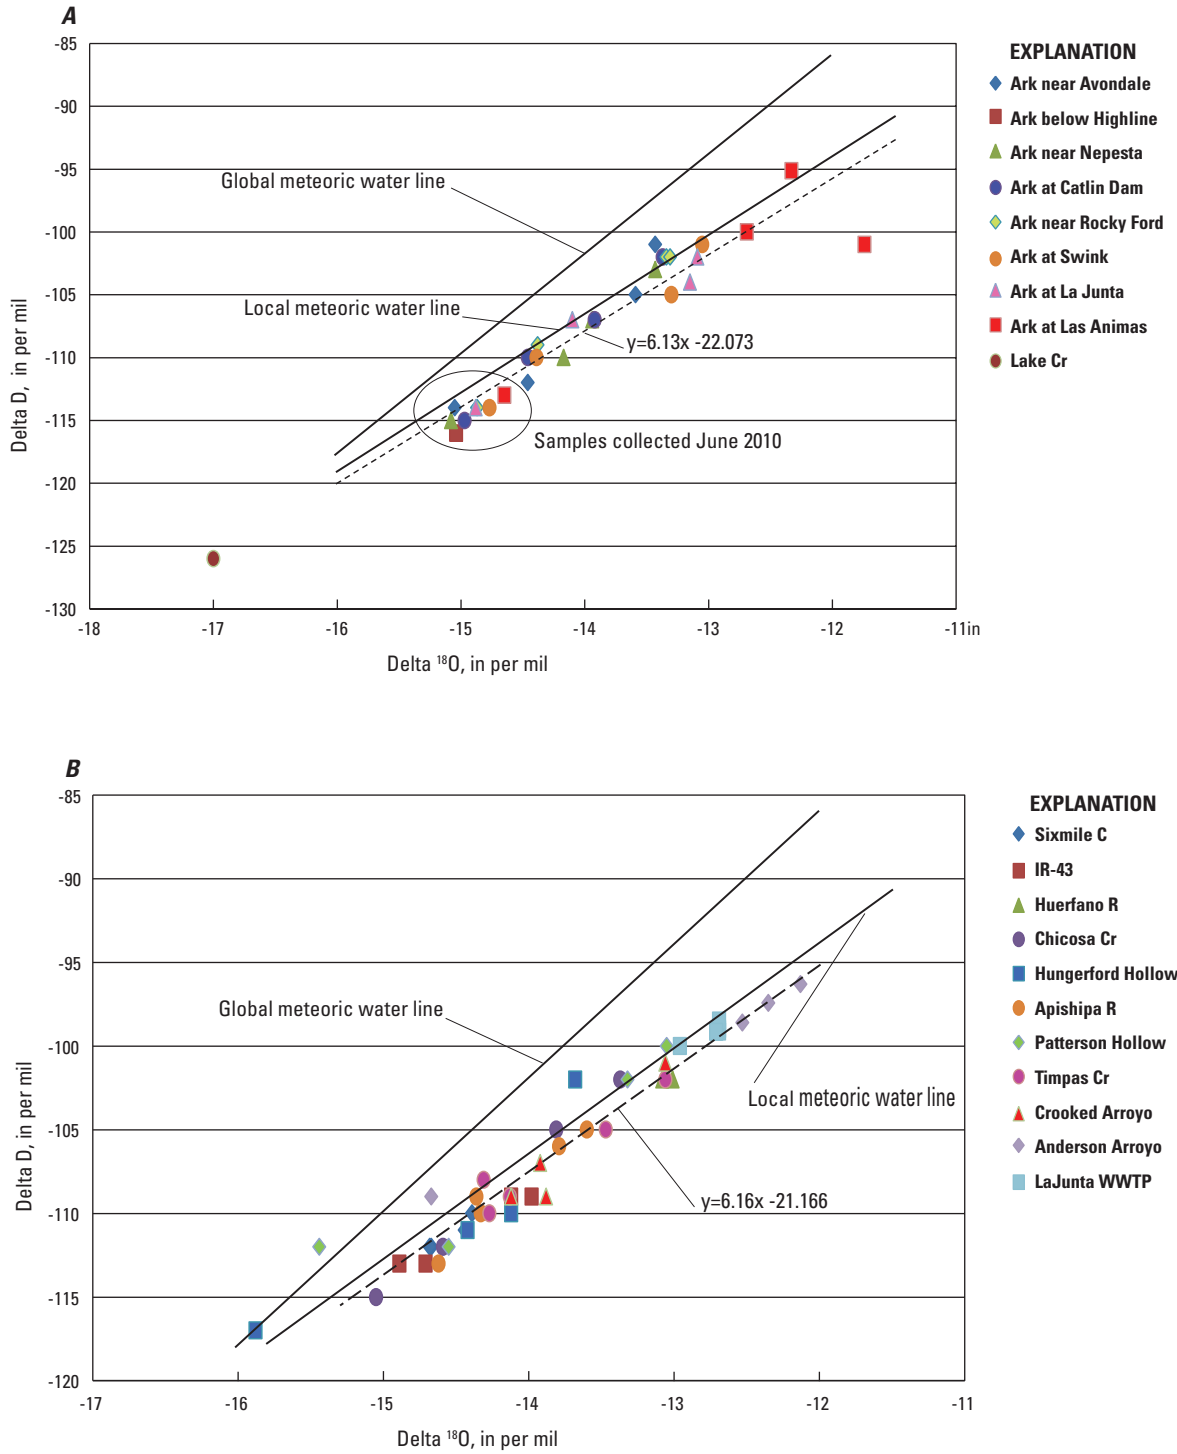 A
-85
-90
-95
-100
-105
-110
-115
-120
-125
-130
Delta D, in per mil
-18
-17
-16
-15
-14
-13
-12
-11in
Delta ¹⁸O, in per mil
Global meteoric water line
Local meteoric water line
y=6.13x -22.073
Samples collected June 2010
EXPLANATION
Ark near Avondale
Ark below Highline
Ark near Nepesta
Ark at Catlin Dam
Ark near Rocky Ford
Ark at Swink
Ark at La Junta
Ark at Las Animas
Lake Cr
B
-85
-90
-95
-100
-105
-110
-115
-120
Delta D, in per mil
-17
-16
-15
-14
-13
-12
-11
Delta ¹⁸O, in per mil
Global meteoric water line
Local meteoric water line
y=6.16x -21.166
EXPLANATION
Sixmile C
IR-43
Huerfano R
Chicosa Cr
Hungerford Hollow
Apishipa R
Patterson Hollow
Timpas Cr
Crooked Arroyo
Anderson Arroyo
LaJunta WWTP